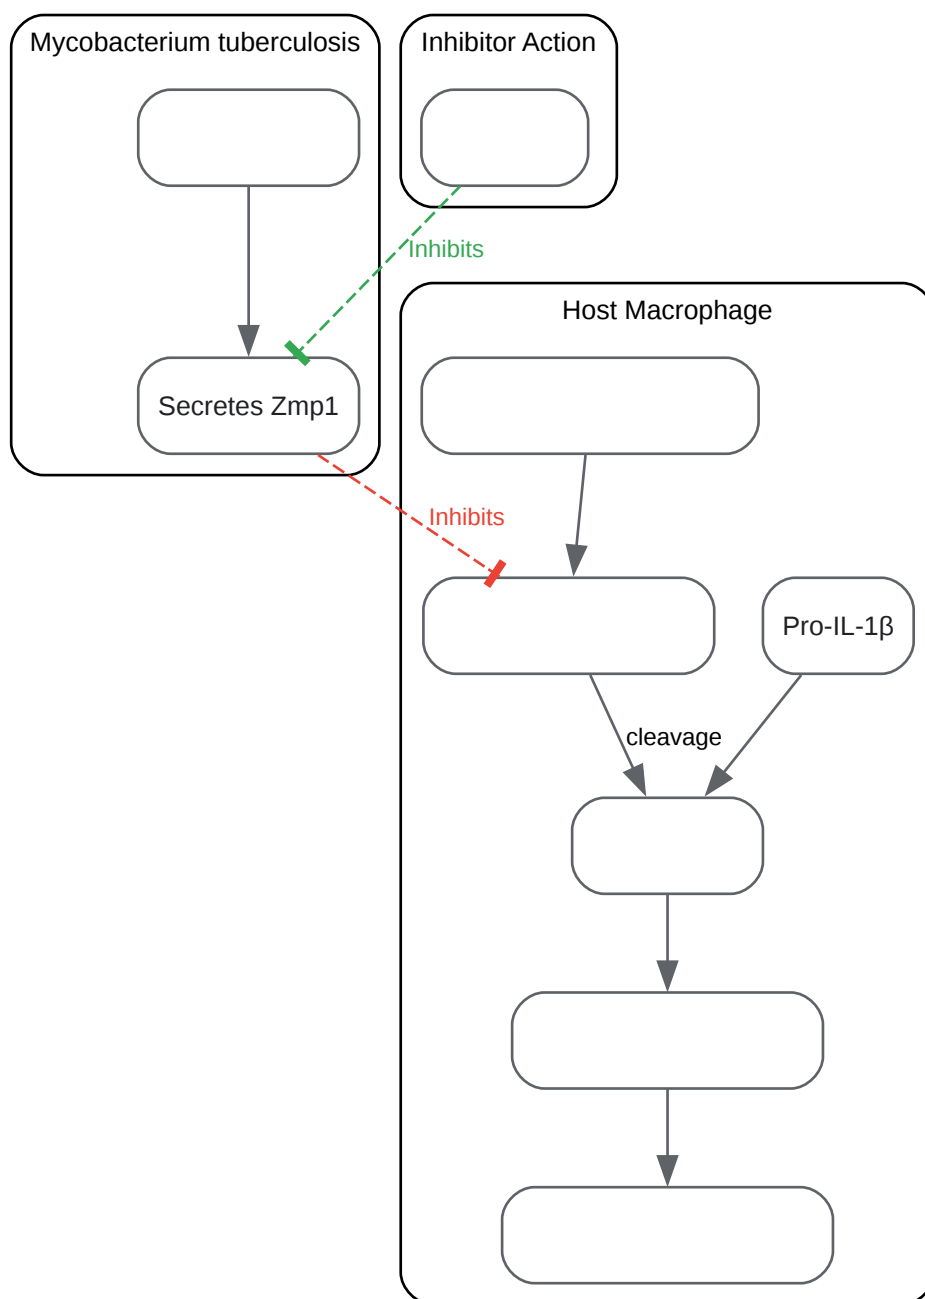 Mycobacterium tuberculosis
Inhibitor Action
Inhibits
Host Macrophage
Secretes Zmp1
Inhibits
Pro-IL-1β
cleavage